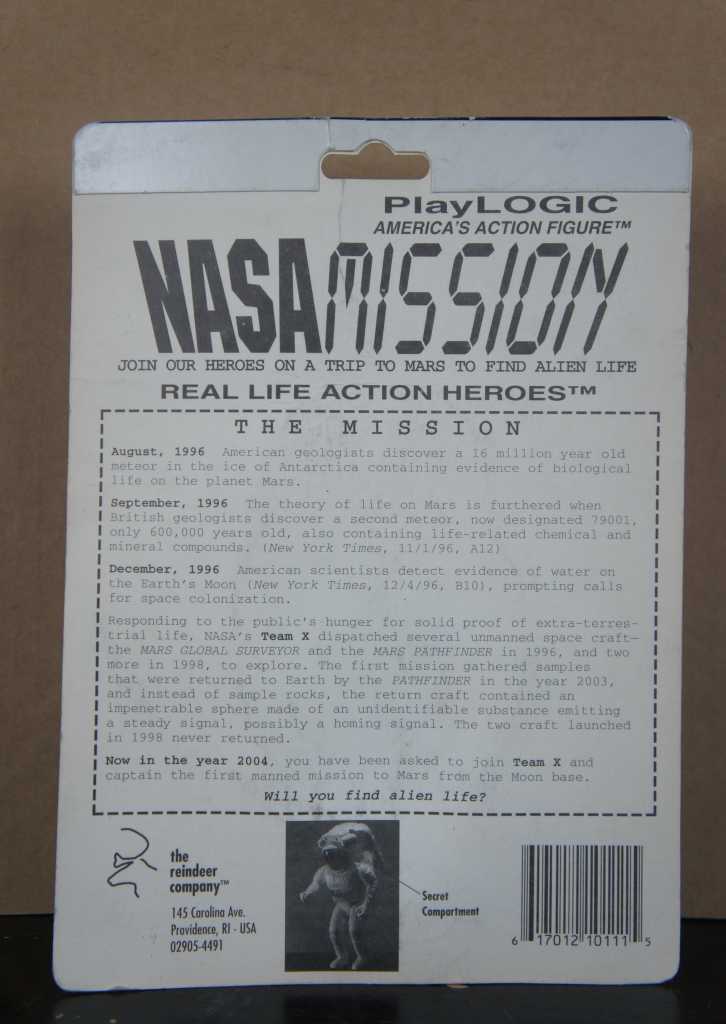 PlayLOGIC
AMERICA'S ACTION FIGURE™
NASA MISSION
JOIN OUR HEROES ON A TRIP TO MARS TO FIND ALIEN LIFE
REAL LIFE ACTION HEROES™
THE MISSION
August, 1996 American geologists discover a 16 million year old
meteor in the ice of Antarctica containing evidence of biological
life on the planet Mars.
September, 1996 The theory of life on Mars is furthered when
British geologists discover a second meteor, now designated 79001,
only 600,000 years old, also containing life-related chemical and
mineral compounds. (New York Times, 11/1/96, A12)
December, 1996 American scientists detect evidence of water on
the Earth's Moon (New York Times, 12/4/96, B10), prompting calls
for space colonization.
Responding to the public's hunger for solid proof of extra-terres-
trial life, NASA's Team X dispatched several unmanned space craft—
the MARS GLOBAL SURVEYOR and the MARS PATHFINDER in 1996, and two
more in 1998, to explore. The first mission gathered samples
that were returned to Earth by the PATHFINDER in the year 2003,
and instead of sample rocks, the return craft contained an
impenetrable sphere made of an unidentifiable substance emitting
a steady signal, possibly a homing signal. The two craft launched
in 1998 never returned.
Now in the year 2004, you have been asked to join Team X and
captain the first manned mission to Mars from the Moon base.
Will you find alien life?
the
reindeer
company™
145 Carolina Ave.
Providence, RI - USA
02905-4491
Secret
Compartment
6 17012 10111 5